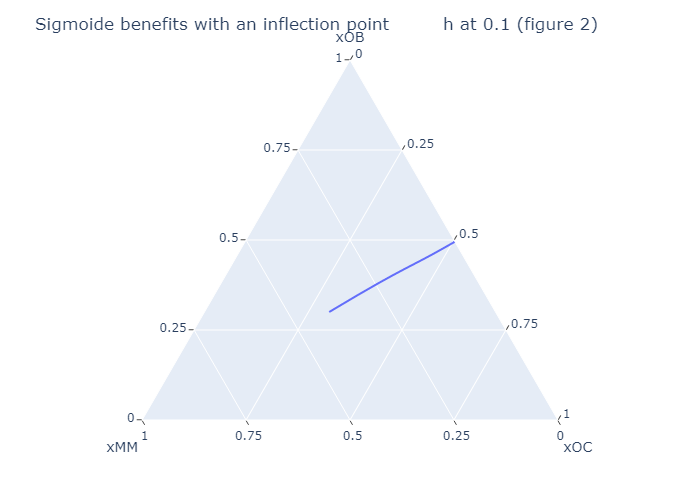 Sigmoide benefits with an inflection point h at 0.1 (figure 2)
xOB
1 0
0.75 0.25
0.5 0.5
0.25 0.75
0 1
1 0.75 0.5 0.25 0
xMM xOC